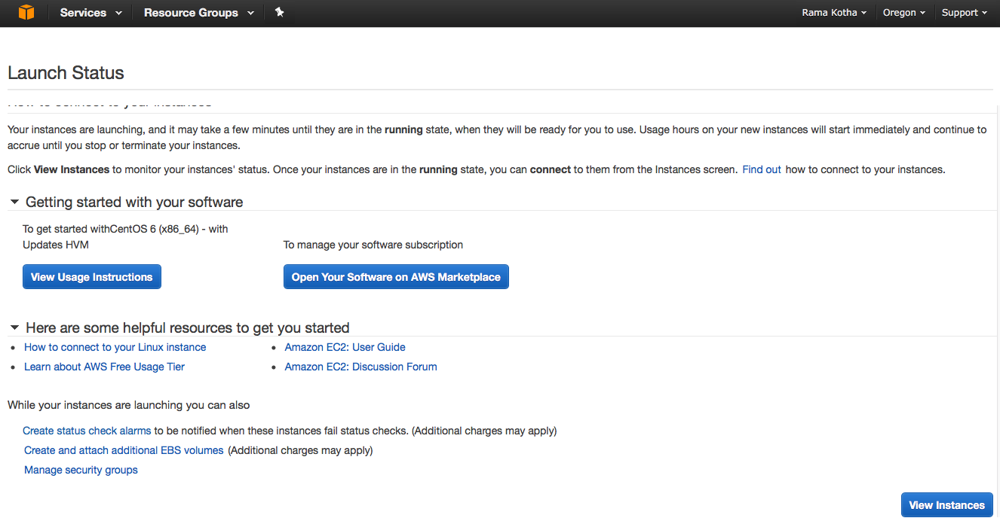 Services Resource Groups Rama Kotha Oregon Support
Launch Status
How to connect to your instances
Your instances are launching, and it may take a few minutes until they are in the running state, when they will be ready for you to use. Usage hours on your new instances will start immediately and continue to
accrue until you stop or terminate your instances.
Click View Instances to monitor your instances' status. Once your instances are in the running state, you can connect to them from the Instances screen. Find out how to connect to your instances.
Getting started with your software
To get started withCentOS 6 (x86_64) - with
Updates HVM
To manage your software subscription
View Usage Instructions
Open Your Software on AWS Marketplace
Here are some helpful resources to get you started
How to connect to your Linux instance
Amazon EC2: User Guide
Learn about AWS Free Usage Tier
Amazon EC2: Discussion Forum
While your instances are launching you can also
Create status check alarms to be notified when these instances fail status checks. (Additional charges may apply)
Create and attach additional EBS volumes (Additional charges may apply)
Manage security groups
View Instances